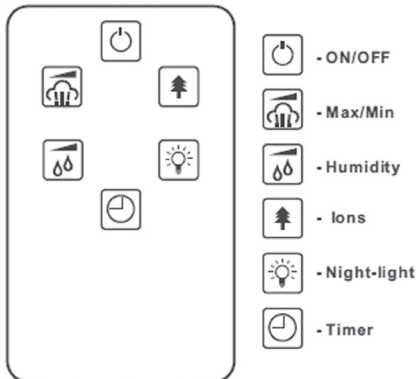 - ON/OFF
- Max/Min
- Humidity
- Ions
- Night-light
- Timer